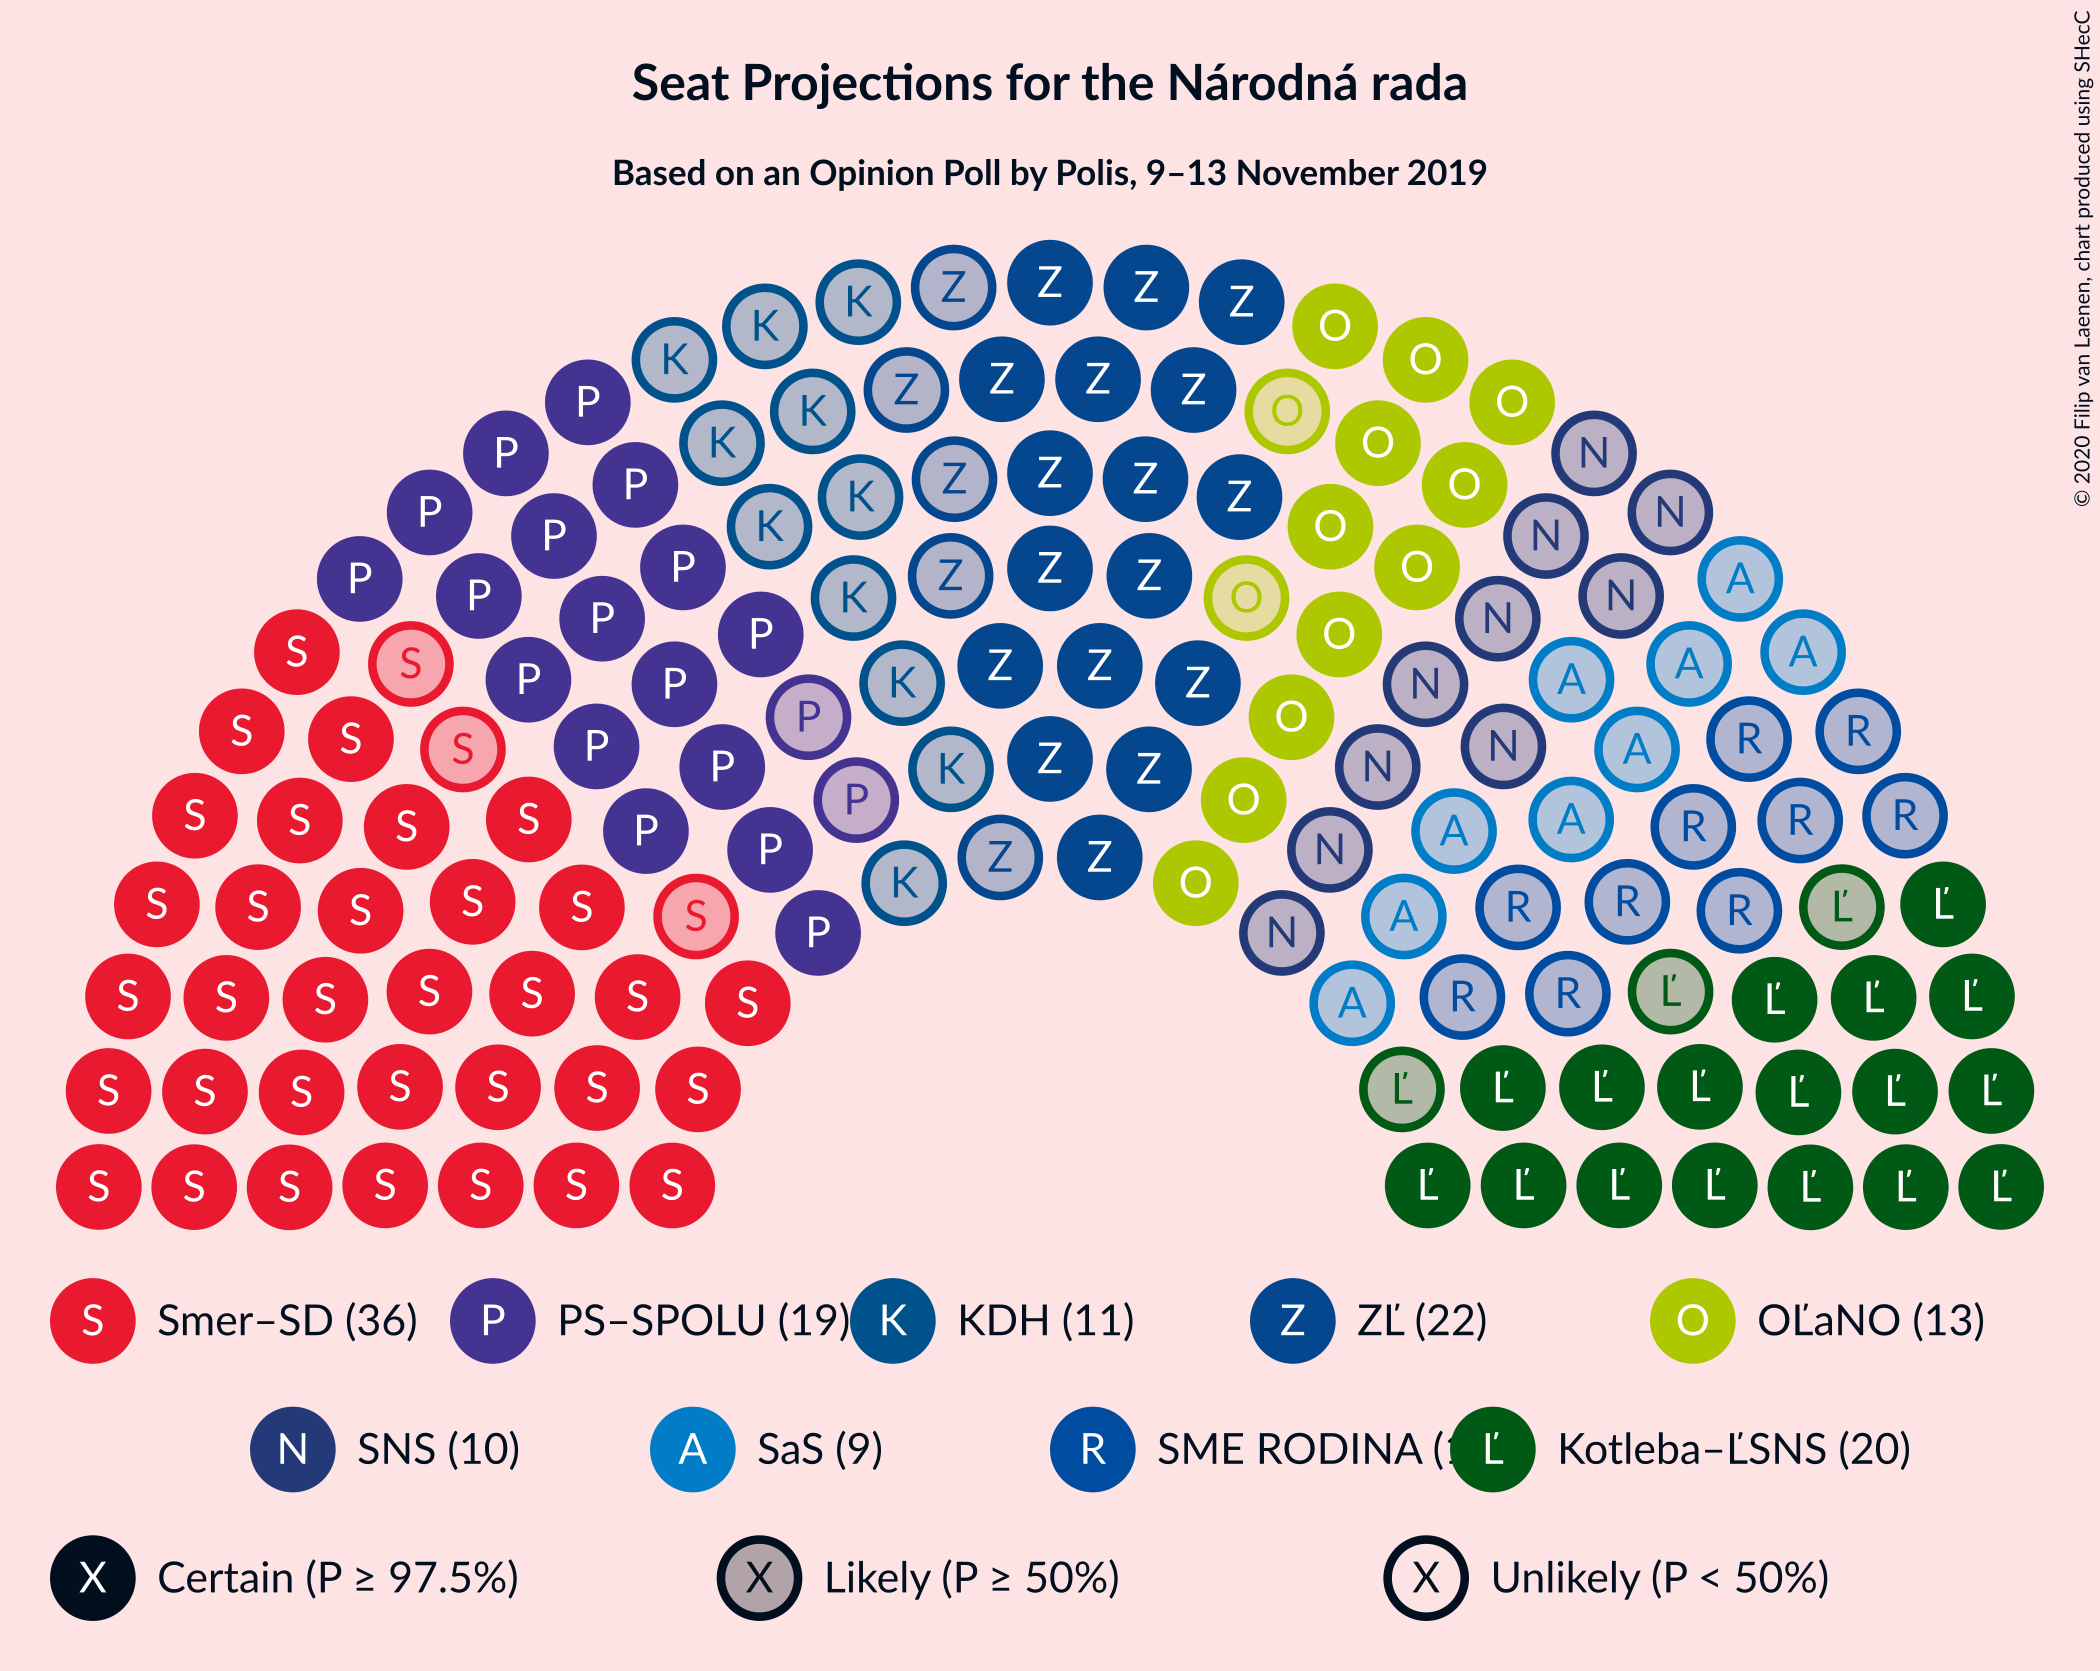 Seat Projections for the Národná rada
Based on an Opinion Poll by Polis, 9–13 November 2019
© 2020 Filip van Laenen, chart produced using SHecC
K K K Z Z Z Z O O
P P K K Z Z Z Z O O O N
P P P K K Z Z Z Z O O N N
P P P P P K Z Z Z O O O N N A
S S P P P K Z Z Z O N A A A
S S S P P P K Z Z O N N A R R
S S S S P P K Z Z O N A A R R R
S S S S S S P N A R R R Ľ Ľ
S S S S S S S A R R Ľ Ľ Ľ Ľ
S S S S S S S Ľ Ľ Ľ Ľ Ľ Ľ Ľ
S S S S S S S Ľ Ľ Ľ Ľ Ľ Ľ Ľ
S Smer–SD (36) P PS–SPOLU (19) K KDH (11) Z ZĽ (22) O OĽaNO (13)
N SNS (10) A SaS (9) R SME RODINA Ľ Kotleba–ĽSNS (20)
X Certain (P ≥ 97.5%) X Likely (P ≥ 50%) X Unlikely (P < 50%)